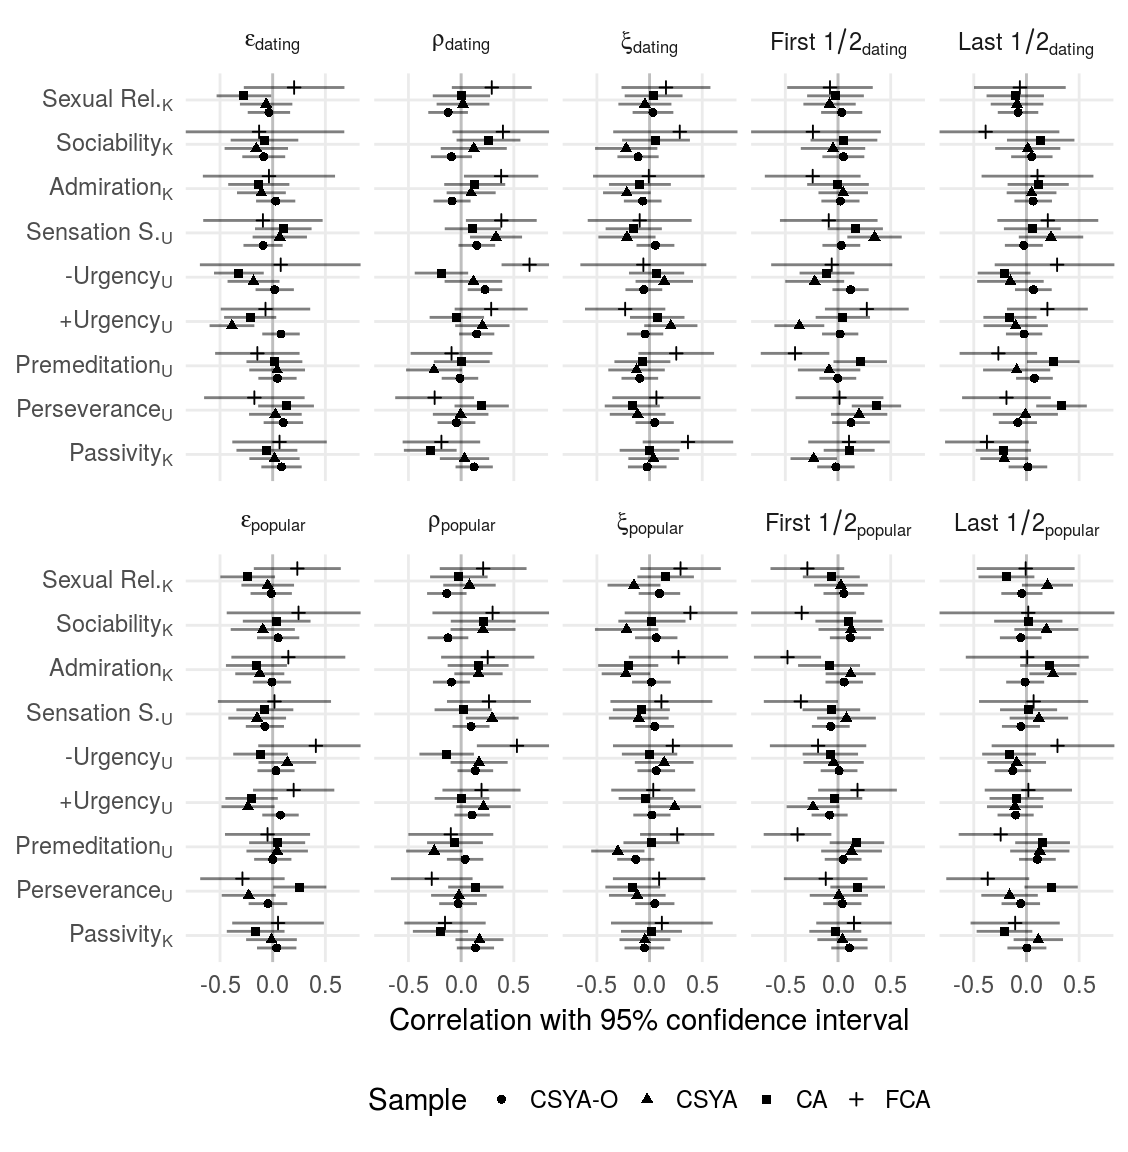 εdating ρdating ξdating First 1/2dating Last 1/2dating
Sexual Rel.K
SociabilityK
AdmirationK
Sensation S.U
-UrgencyU
+UrgencyU
PremeditationU
PerseveranceU
PassivityK
εpopular ρpopular ξpopular First 1/2popular Last 1/2popular
Sexual Rel.K
SociabilityK
AdmirationK
Sensation S.U
-UrgencyU
+UrgencyU
PremeditationU
PerseveranceU
PassivityK
-0.5 0.0 0.5 -0.5 0.0 0.5 -0.5 0.0 0.5 -0.5 0.0 0.5 -0.5 0.0 0.5
Correlation with 95% confidence interval
Sample CSYA-O CSYA CA FCA